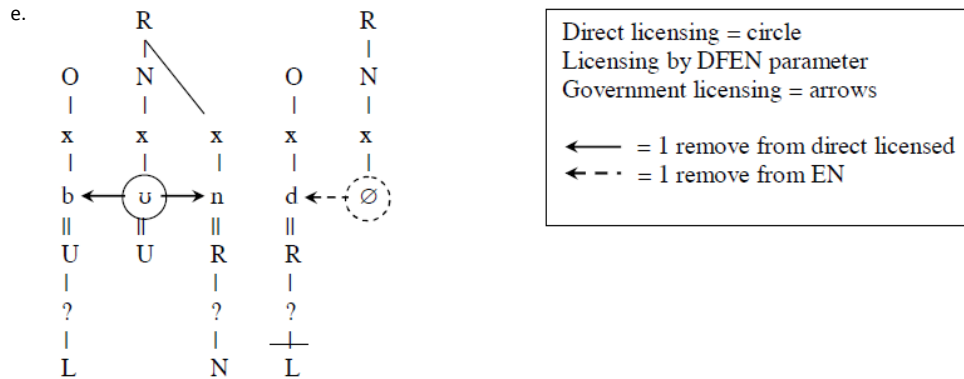 e.
R R
O N O N
x x x x x
b ʊ n d ∅
U U R R
? ? ?
L N L
Direct licensing = circle
Licensing by DFEN parameter
Government licensing = arrows
= 1 remove from direct licensed
= 1 remove from EN